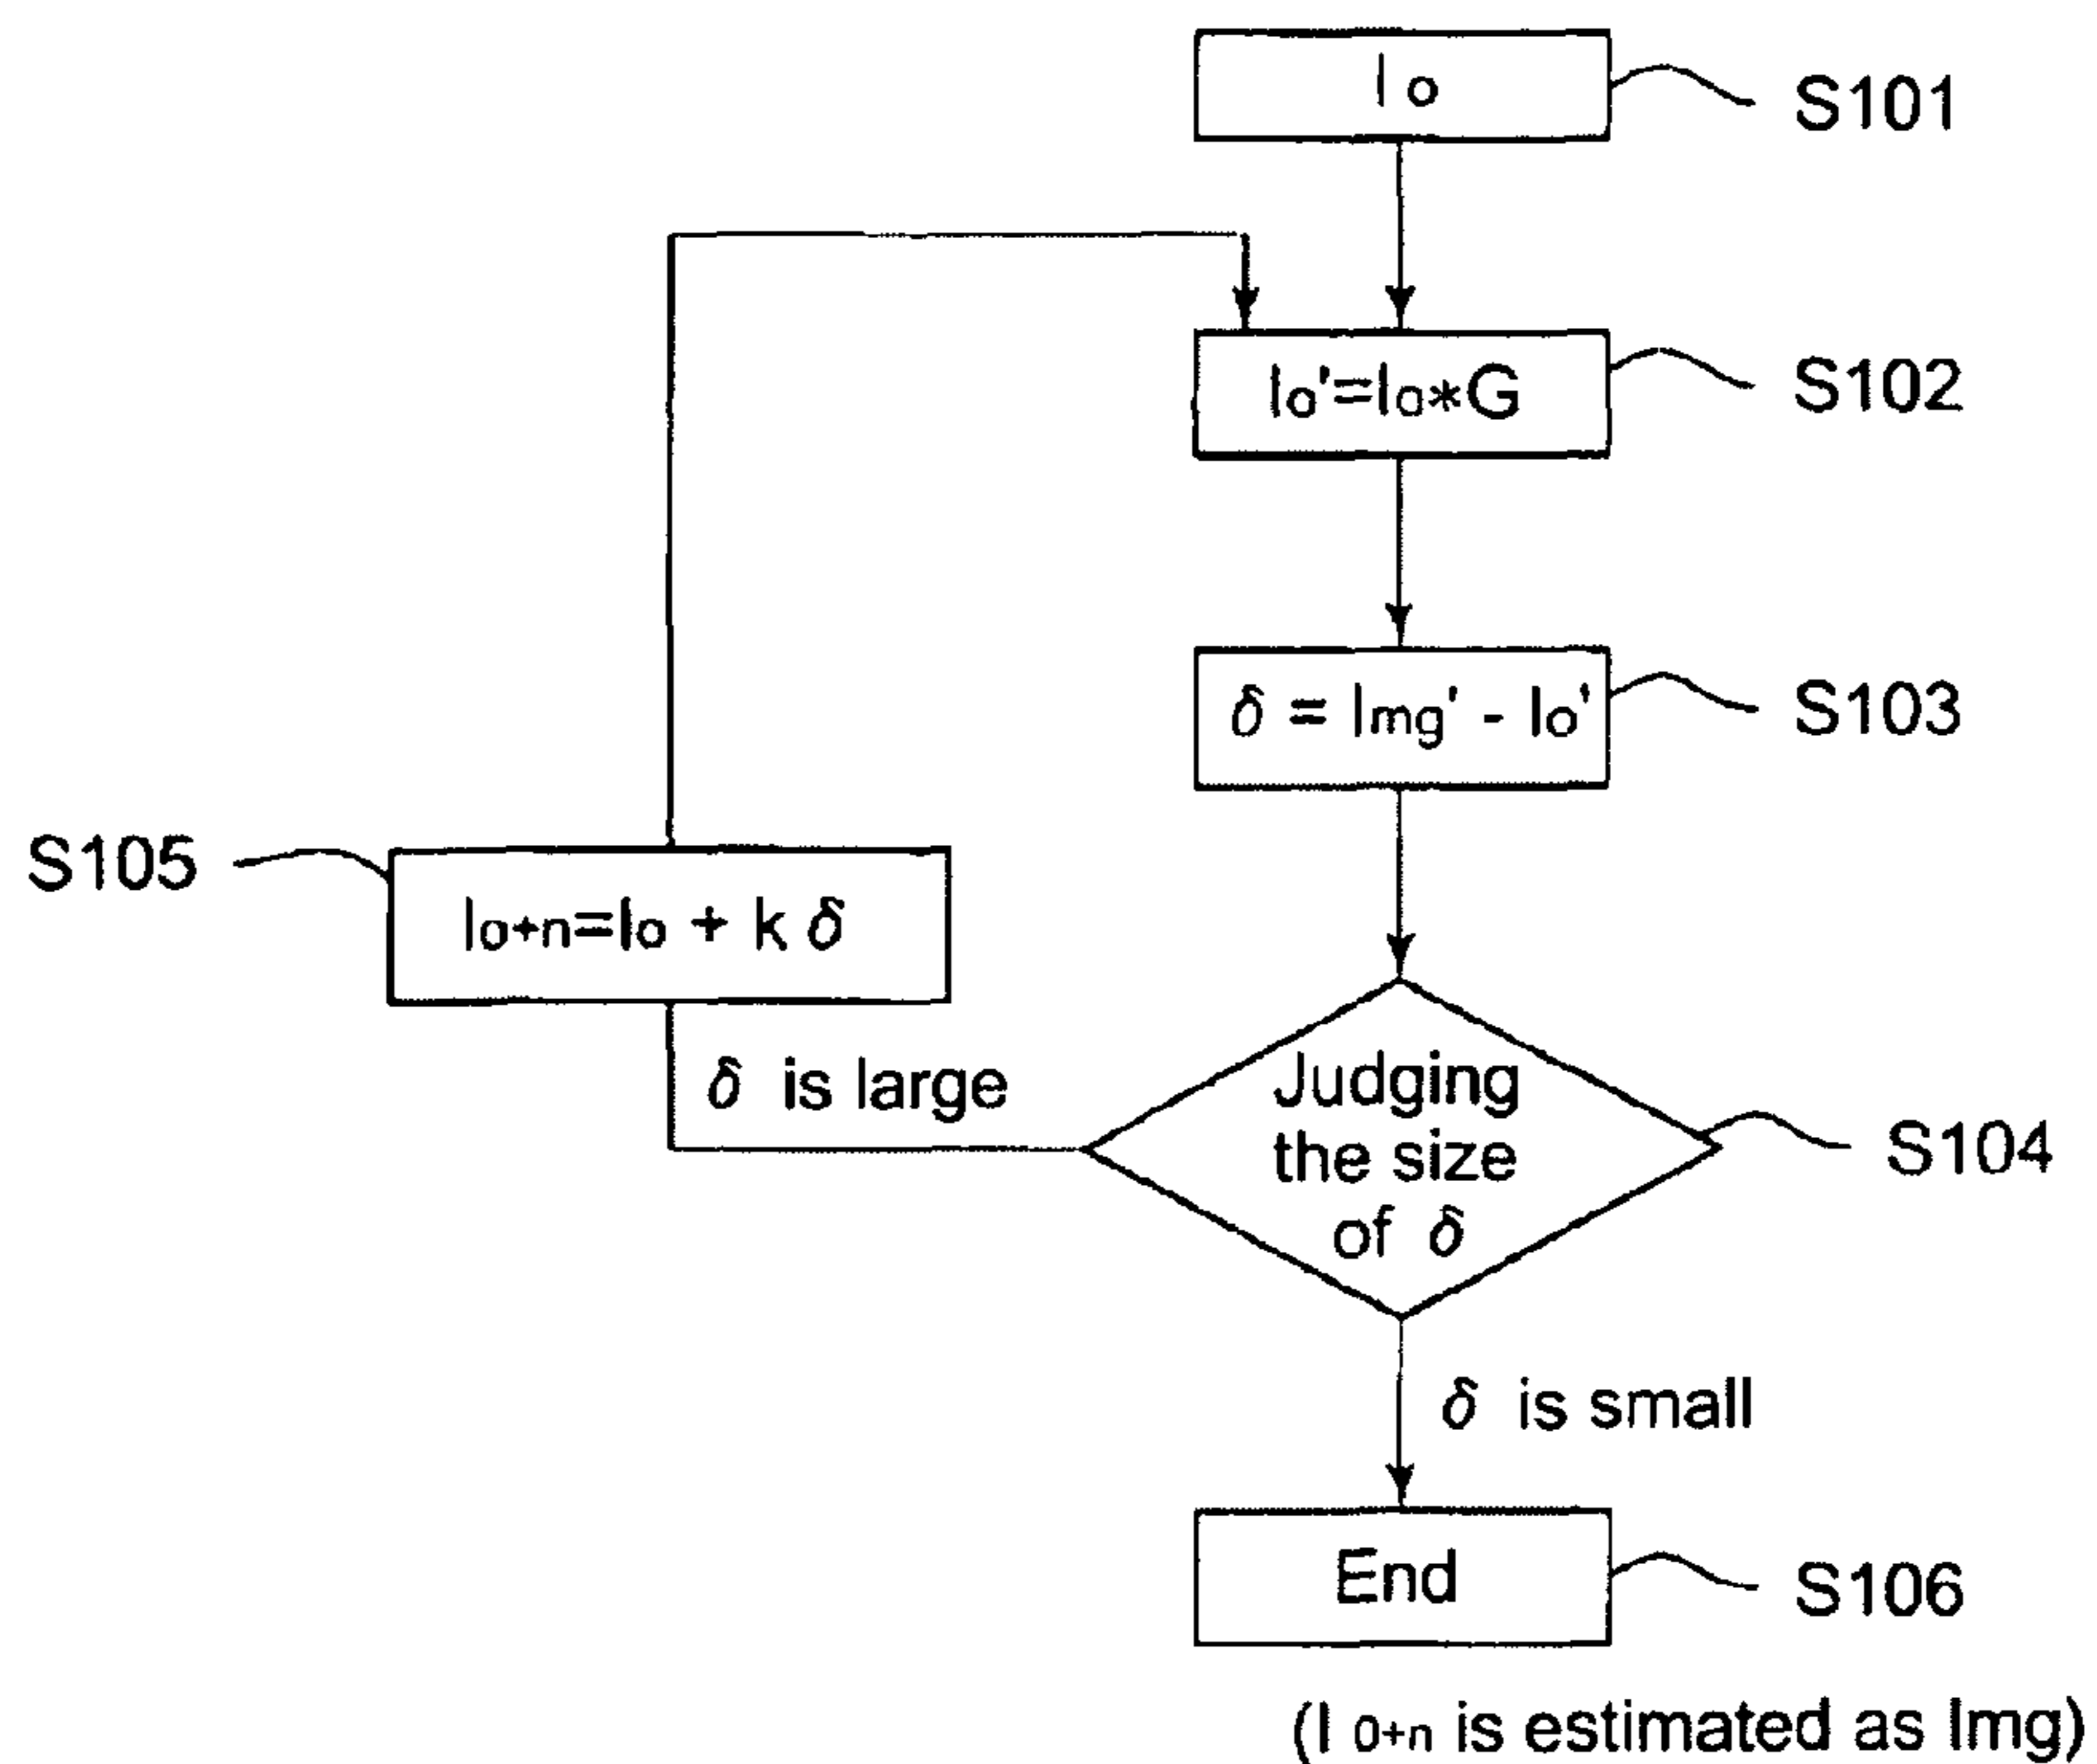 Io
S101
Io'=Io*G
S102
δ = Img' - Io'
S103
S105
Io+n=Io + k δ
δ is large
Judging
the size
of δ
S104
δ is small
End
S106
(I 0+n is estimated as Img)